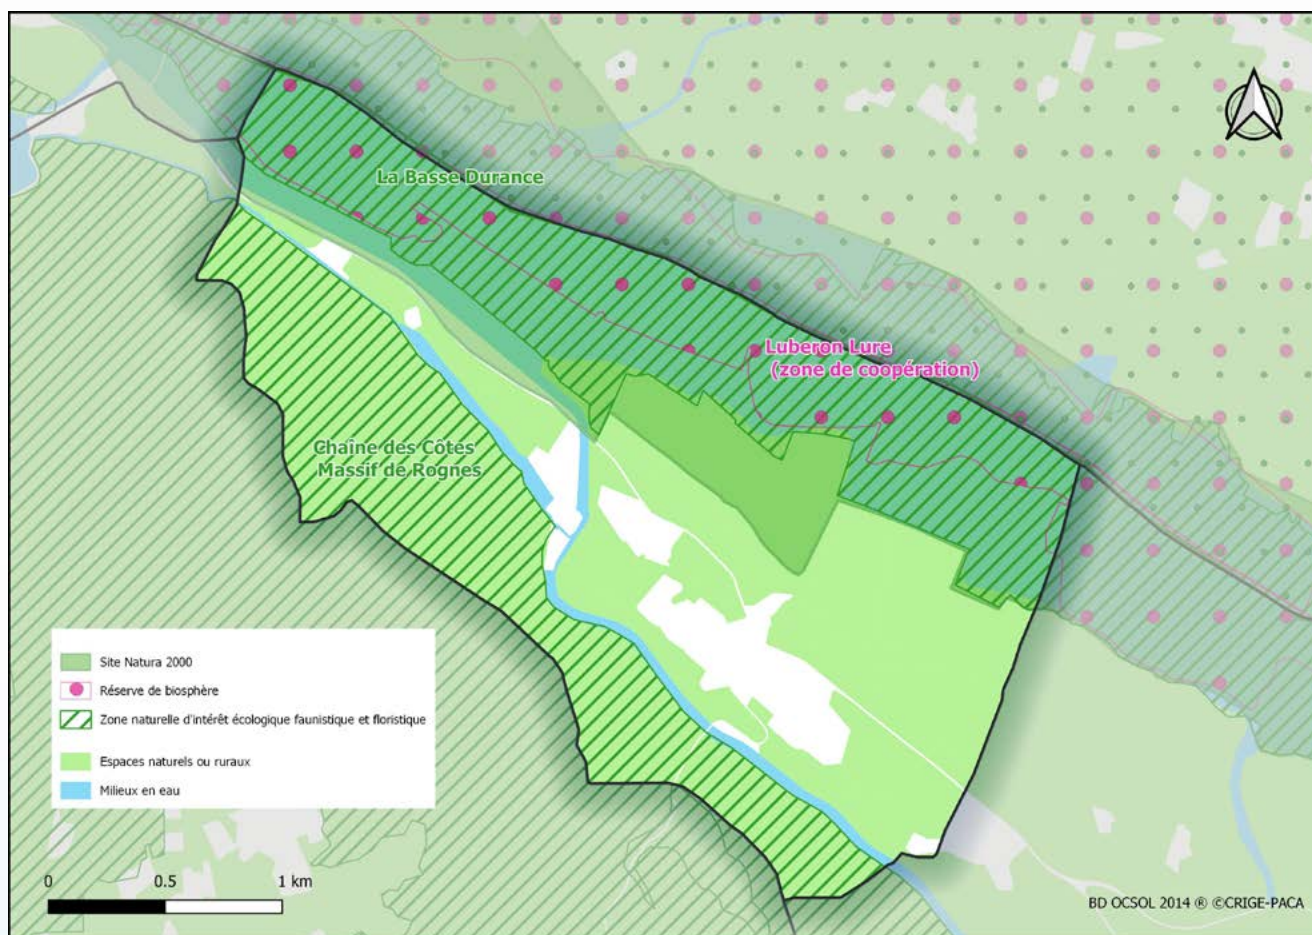 La Basse Durance
Luberon Lure
(zone de coopération)
Chaîne des Côtes
Massif de Rognes
Site Natura 2000
Réserve de biosphère
Zone naturelle d'intérêt écologique faunistique et floristique
Espaces naturels ou ruraux
Milieux en eau
0 0.5 1 km
BD OCSOL 2014 ® ©CRIGE-PACA